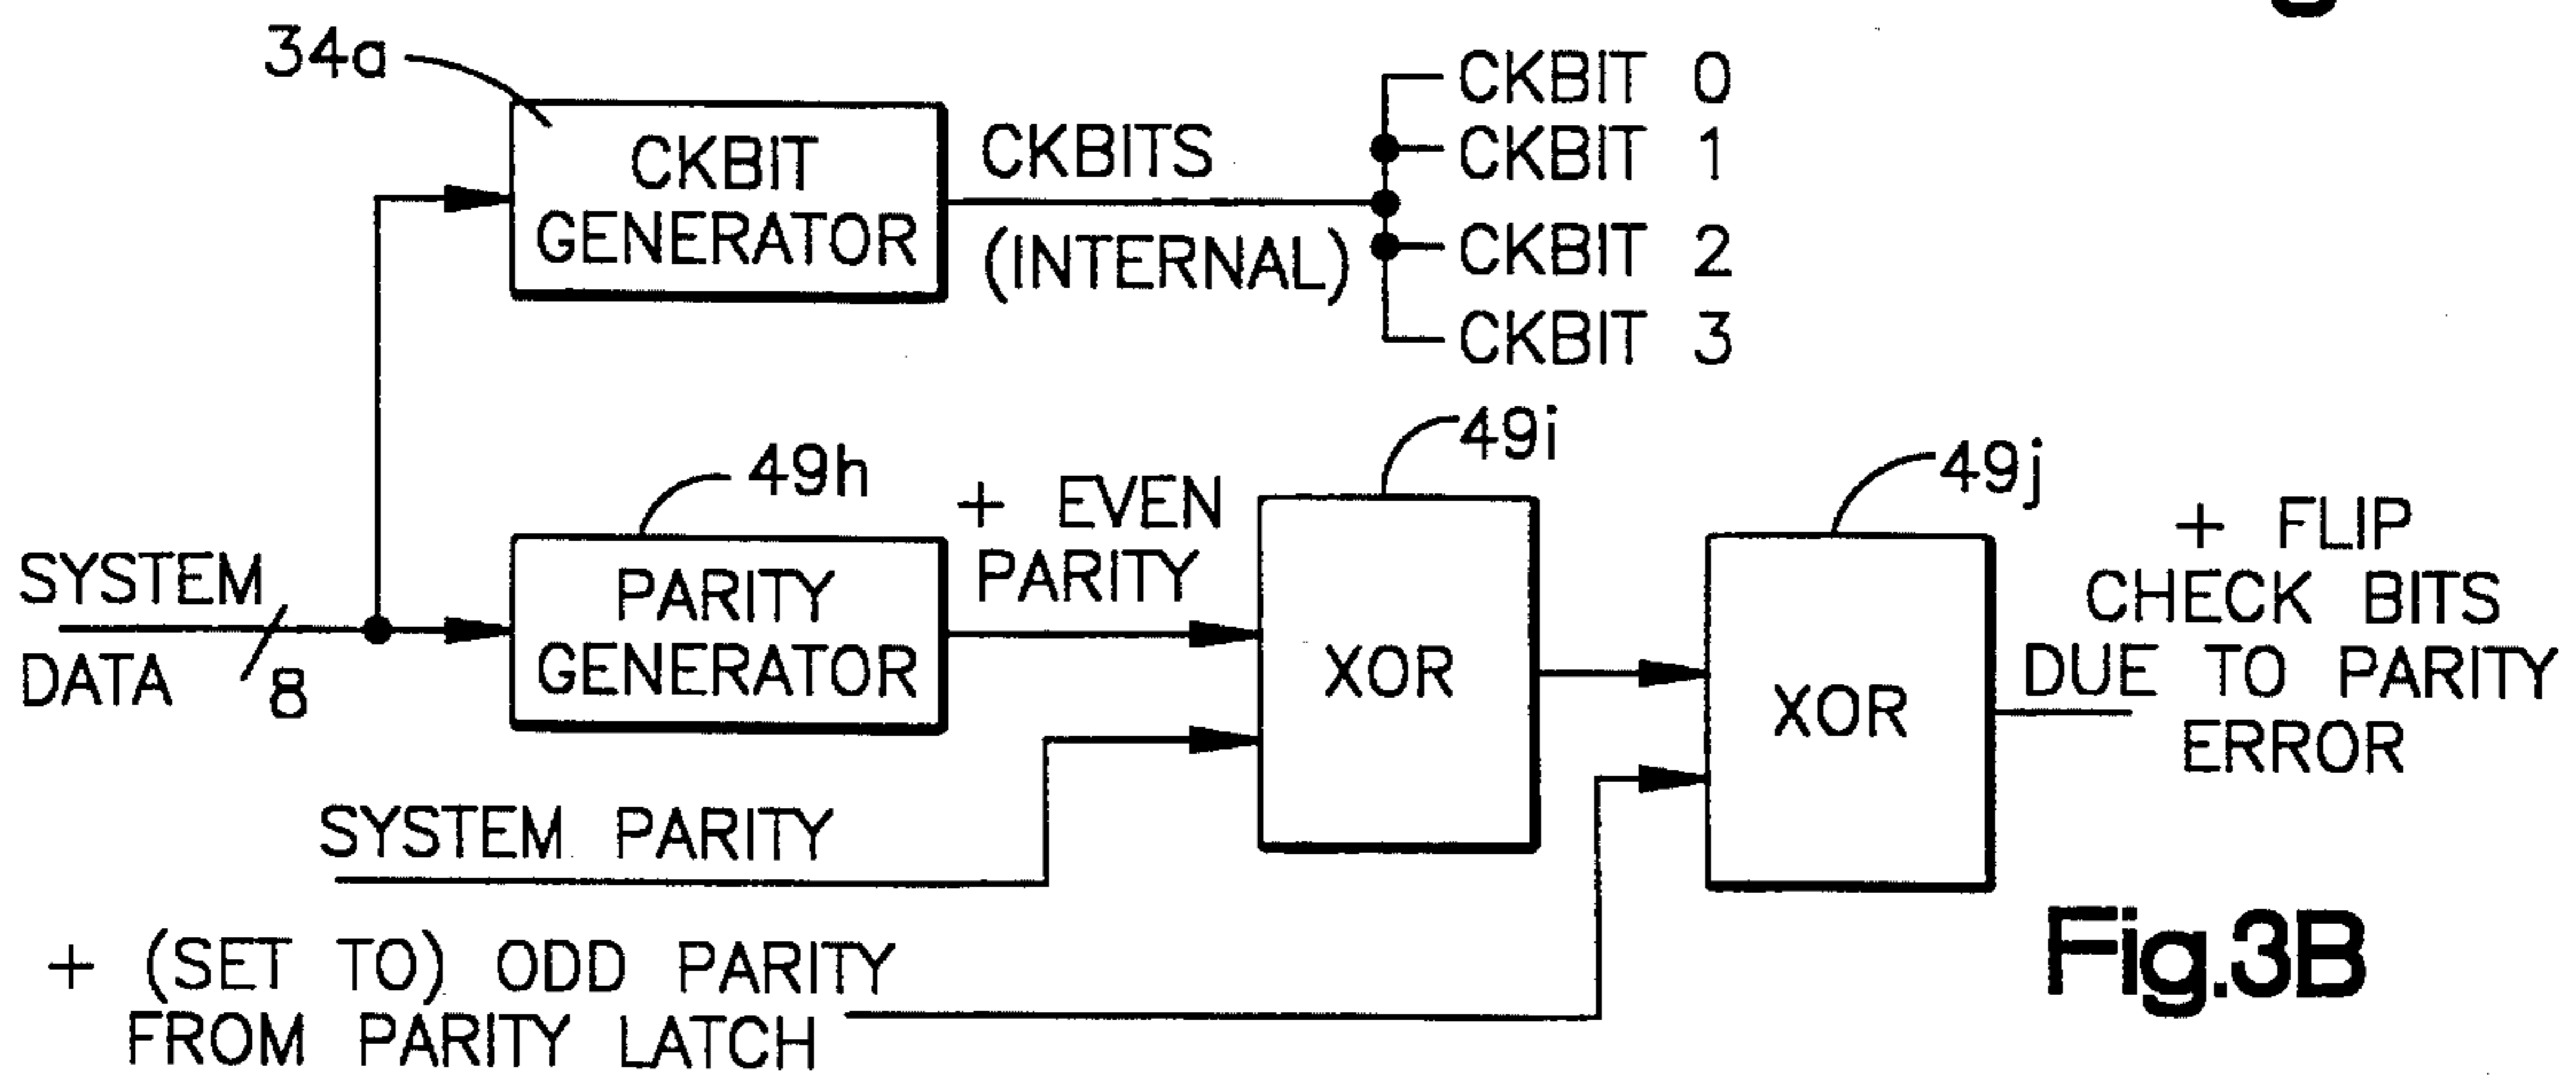 34a
CKBIT
GENERATOR
CKBITS
(INTERNAL)
CKBIT 0
CKBIT 1
CKBIT 2
CKBIT 3
SYSTEM
DATA
8
49h
PARITY
GENERATOR
+ EVEN
PARITY
49i
XOR
49j
XOR
+ FLIP
CHECK BITS
DUE TO PARITY
ERROR
SYSTEM PARITY
+ (SET TO) ODD PARITY
FROM PARITY LATCH
Fig.3B